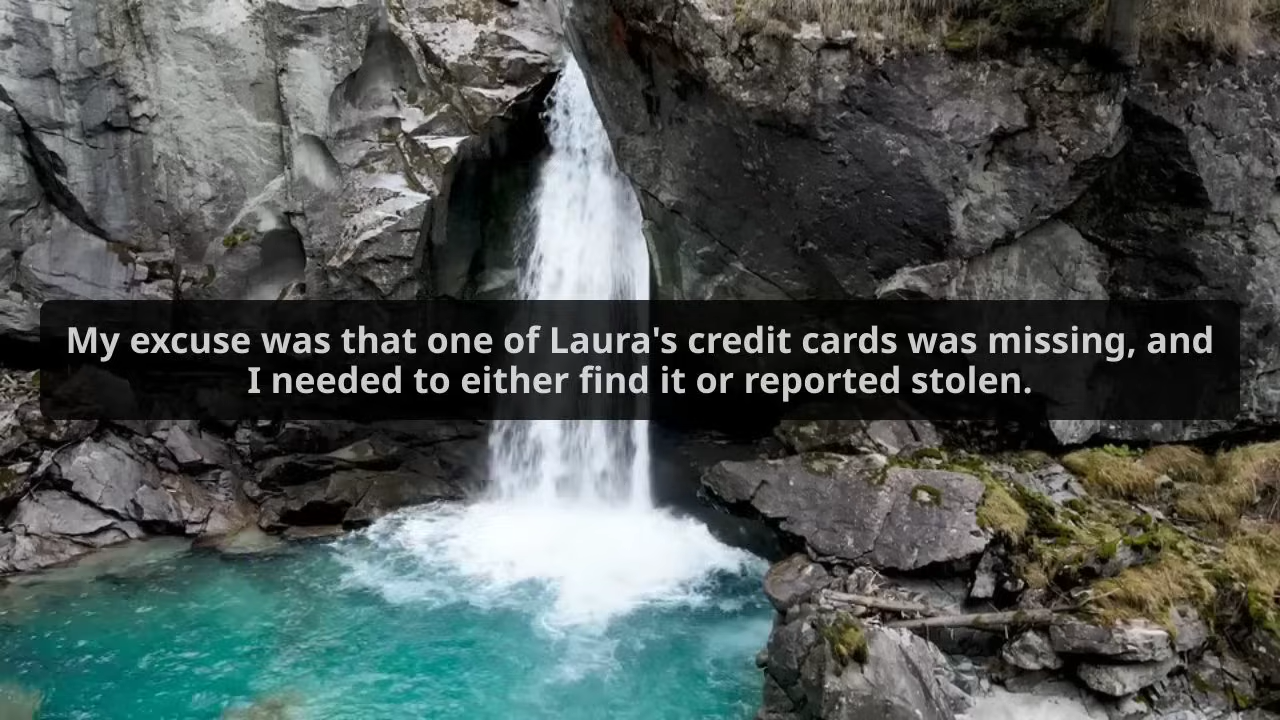 My excuse was that one of Laura's credit cards was missing, and
I needed to either find it or reported stolen.